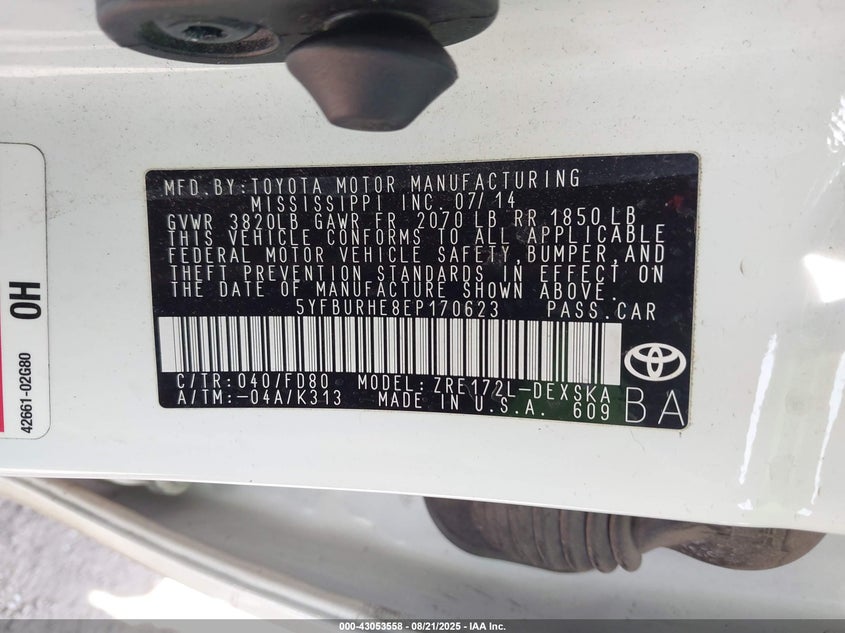 MFD. BY: TOYOTA MOTOR MANUFACTURING
MISSISSIPPI INC. 07/14
GVWR 3820LB GAWR FR 2070 LB RR 1850 LB
THIS VEHICLE CONFORMS TO ALL APPLICABLE
FEDERAL MOTOR VEHICLE SAFETY, BUMPER, AND
THEFT PREVENTION STANDARDS IN EFFECT ON
THE DATE OF MANUFACTURE SHOWN ABOVE.
5YFBURHE8EP170623 PASS.CAR
C/TR: 040/FD80 MODEL: ZRE172L-DEXSKA
A/TM: -04A/K313 MADE IN U.S.A. 609
BA
OH
42661-02G80
000-43053558 - 08/21/2025 - IAA Inc.